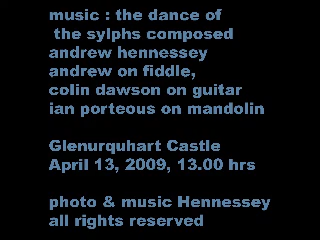 music : the dance of
the sylphs composed
andrew hennessey
andrew on fiddle,
colin dawson on guitar
ian porteous on mandolin
Glenurquhart Castle
April 13, 2009, 13.00 hrs
photo & music Hennessey
all rights reserved